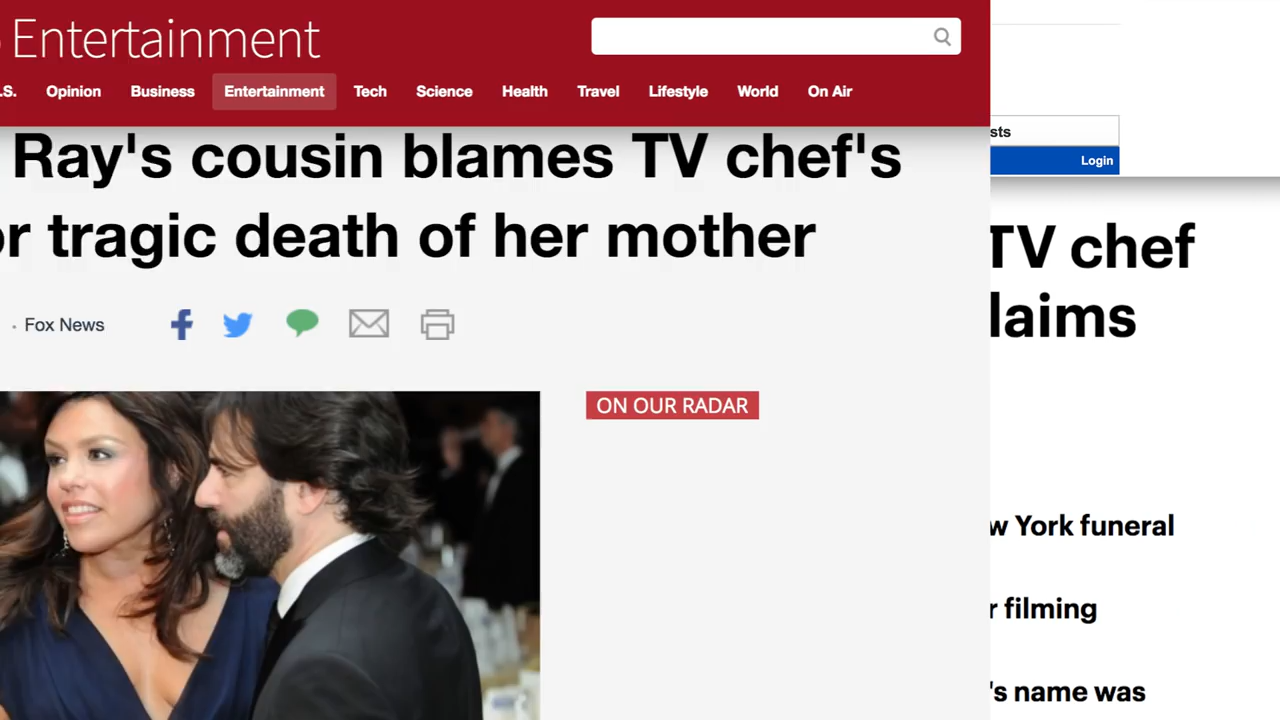 Entertainment
.S. Opinion Business Entertainment Tech Science Health Travel Lifestyle World On Air
Ray's cousin blames TV chef's
or tragic death of her mother
Fox News
ON OUR RADAR
sts
Login
TV chef
laims
w York funeral
r filming
's name was